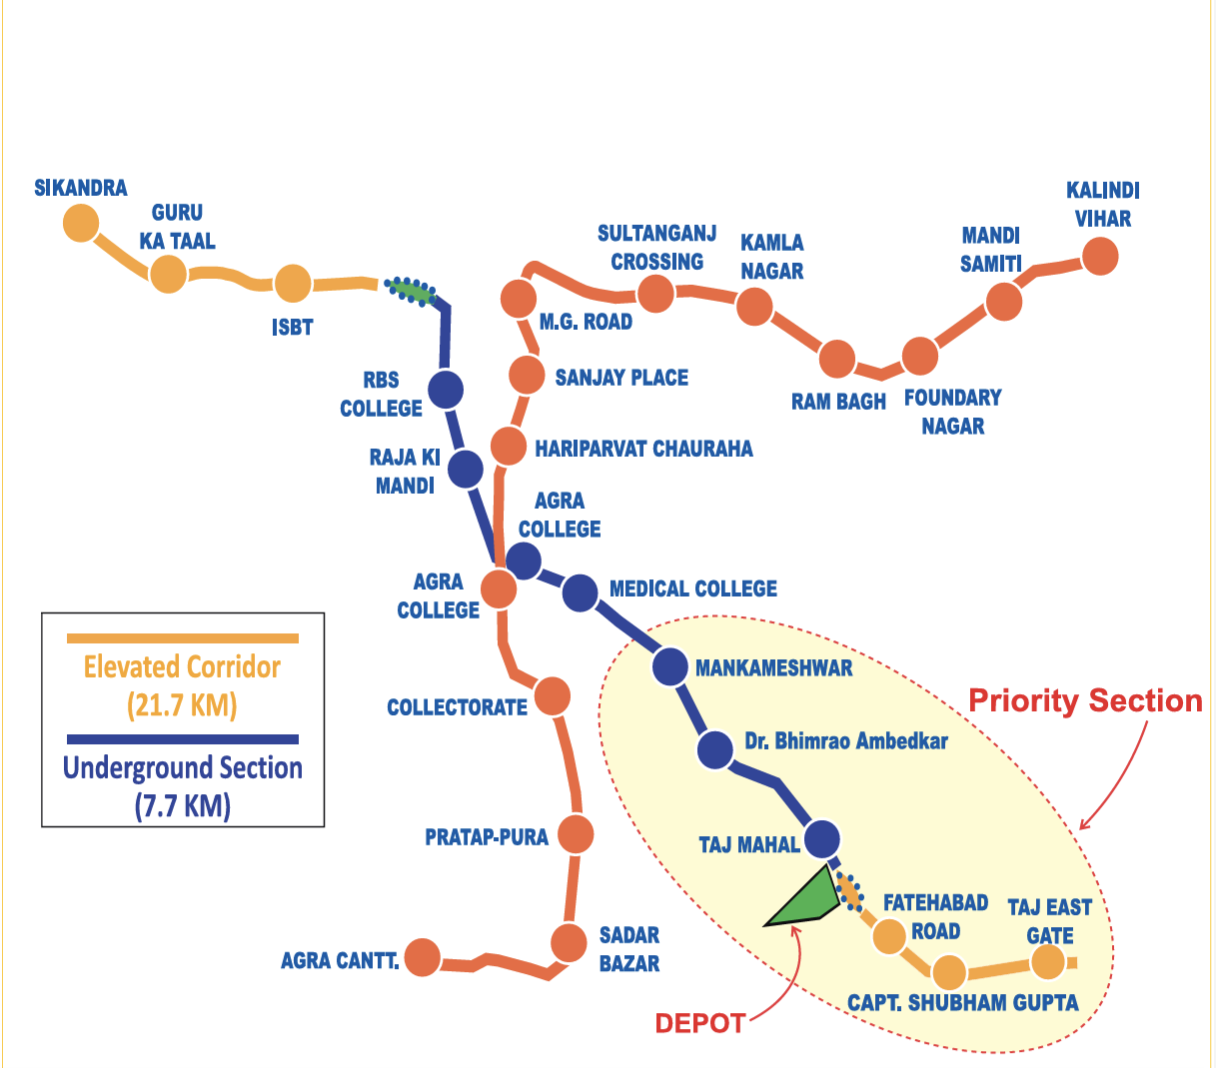 SIKANDRA
GURU
KA TAAL
ISBT
RBS
COLLEGE
RAJA KI
MANDI
AGRA
COLLEGE
MEDICAL COLLEGE
MANKAMESHWAR
Dr. Bhimrao Ambedkar
TAJ MAHAL
FATEHABAD
ROAD
CAPT. SHUBHAM GUPTA
TAJ EAST
GATE
KALINDI
VIHAR
MANDI
SAMITI
FOUNDARY
NAGAR
RAM BAGH
KAMLA
NAGAR
SULTANGANJ
CROSSING
M.G. ROAD
SANJAY PLACE
HARIPARVAT CHAURAHA
AGRA
COLLEGE
COLLECTORATE
PRATAP-PURA
SADAR
BAZAR
AGRA CANTT.
Priority Section
DEPOT
Elevated Corridor
(21.7 KM)
Underground Section
(7.7 KM)